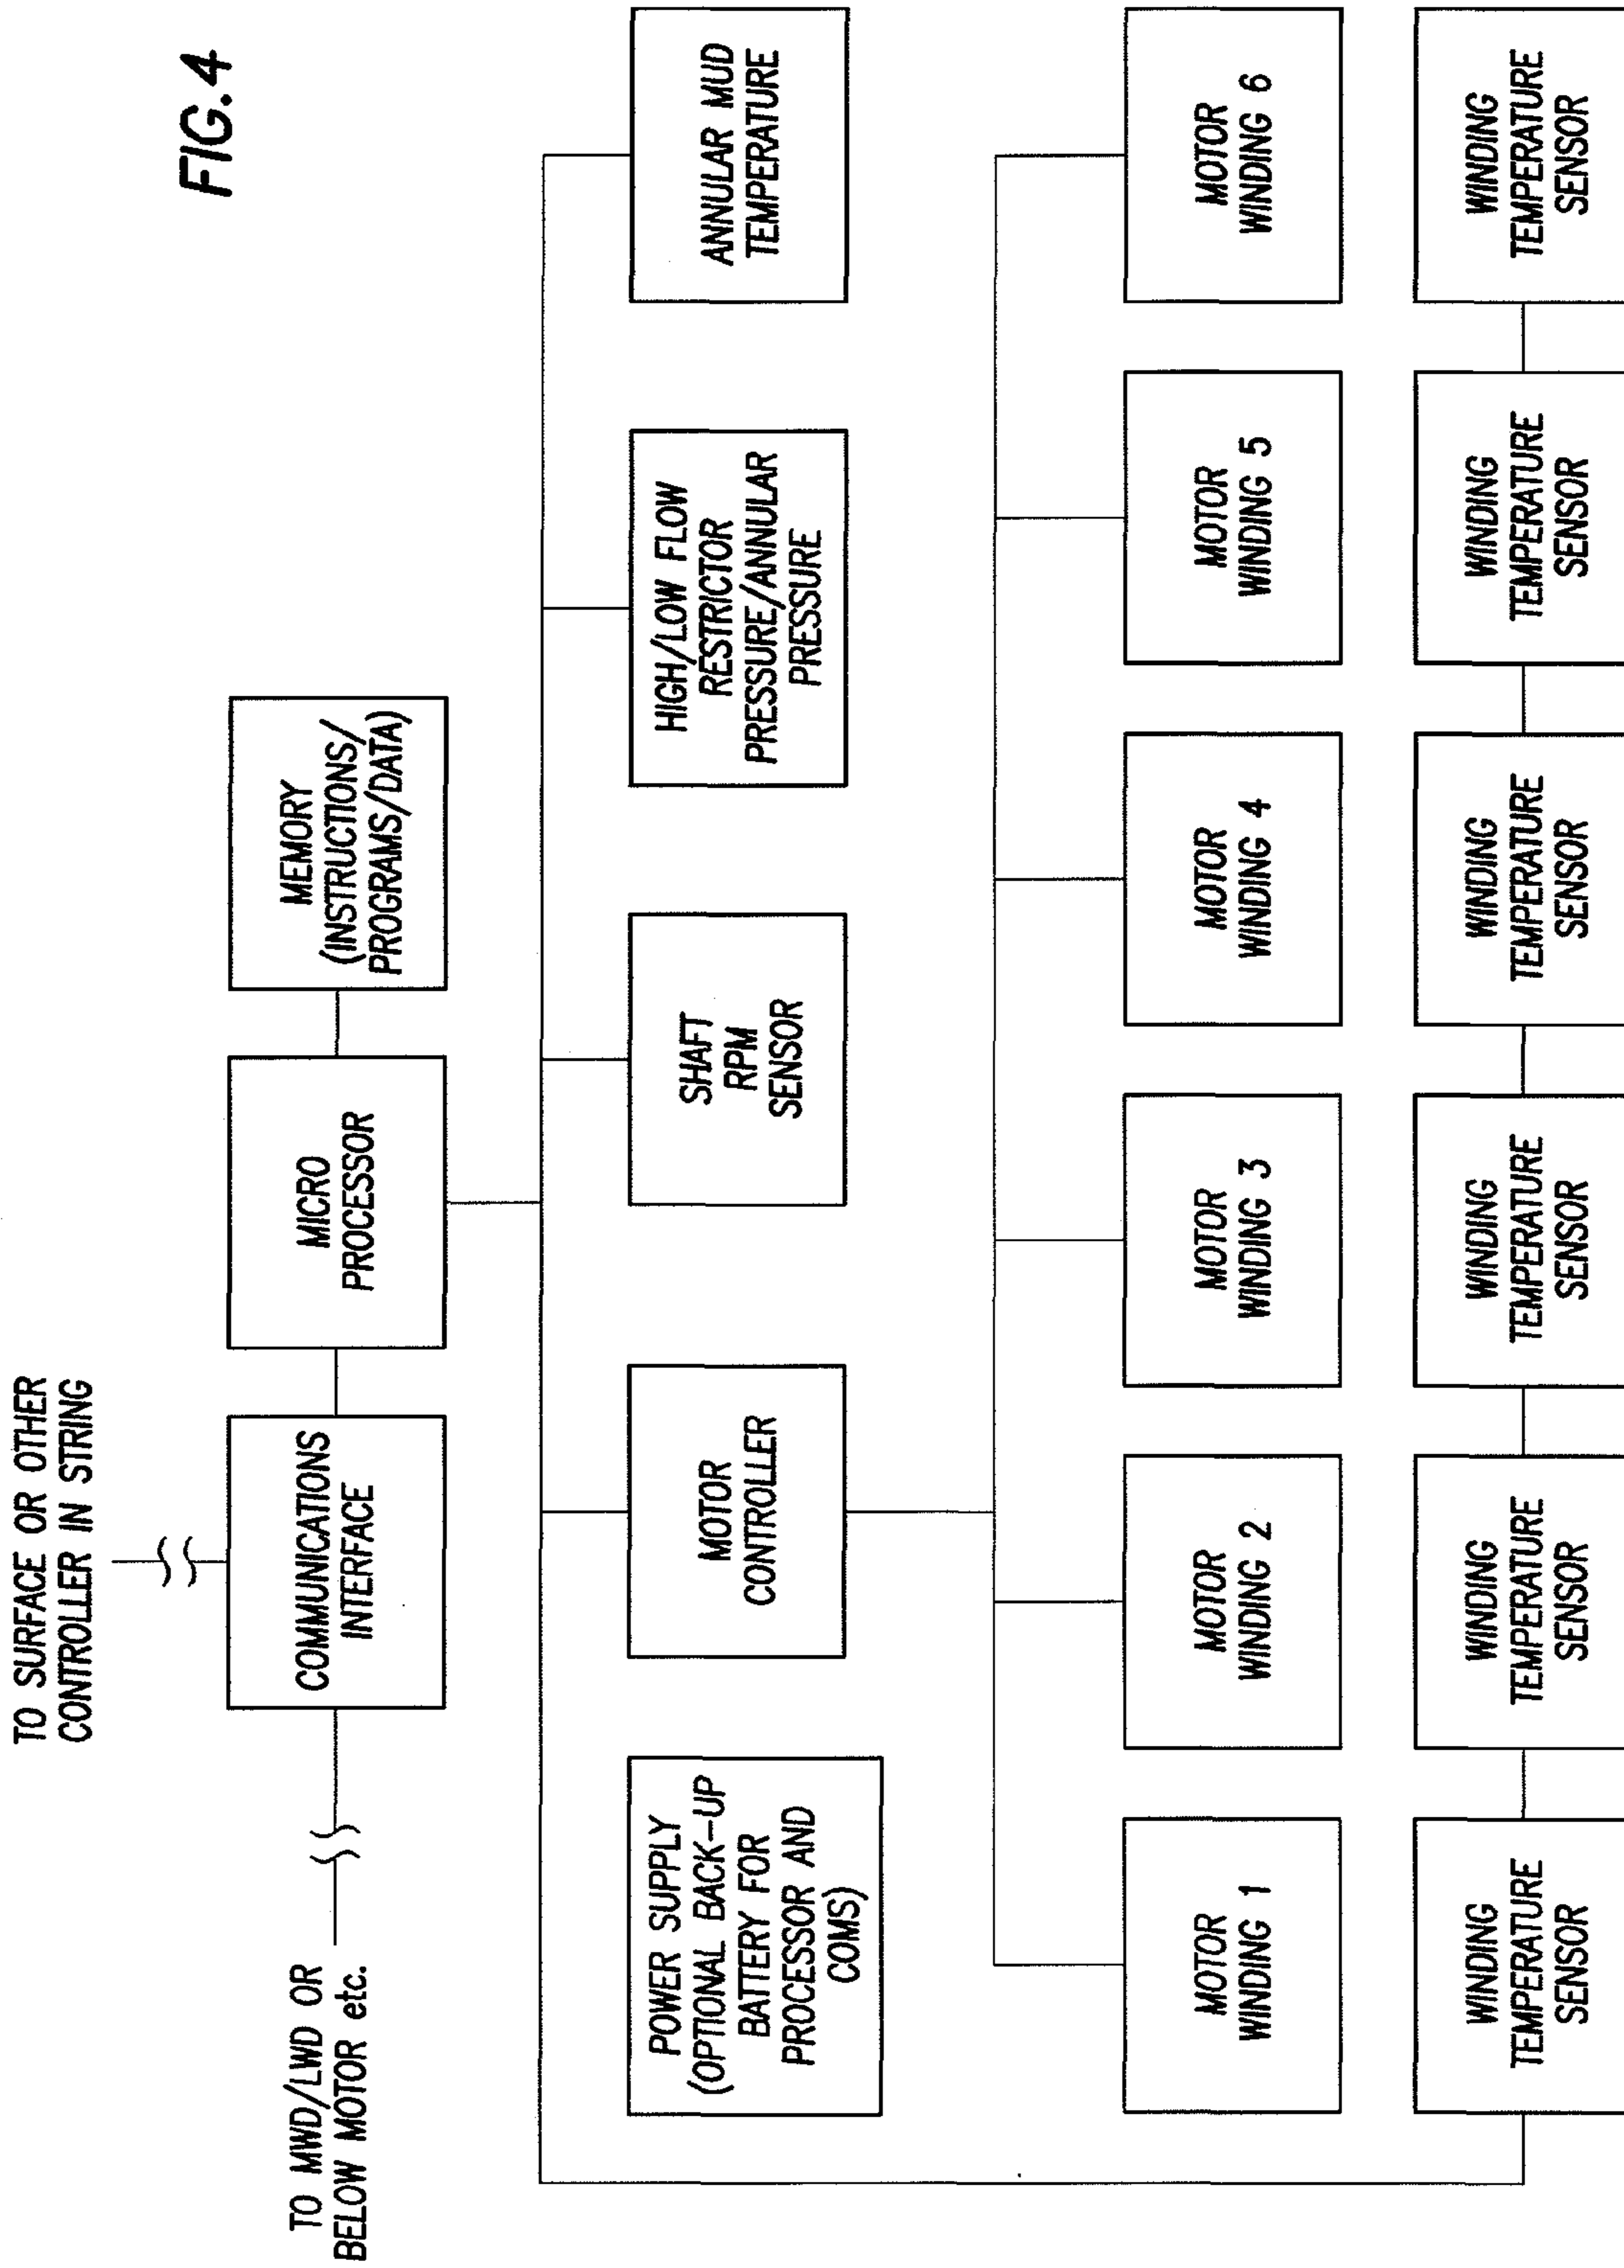 FIG.4
TO SURFACE OR OTHER
CONTROLLER IN STRING
TO MWD/LWD OR
BELOW MOTOR etc.
COMMUNICATIONS
INTERFACE
MICRO
PROCESSOR
MEMORY
(INSTRUCTIONS/
PROGRAMS/DATA)
POWER SUPPLY
(OPTIONAL BACK-UP
BATTERY FOR
PROCESSOR AND
COMS)
MOTOR
CONTROLLER
SHAFT
RPM
SENSOR
HIGH/LOW FLOW
RESTRICTOR
PRESSURE/ANNULAR
PRESSURE
ANNULAR MUD
TEMPERATURE
MOTOR
WINDING 1
MOTOR
WINDING 2
MOTOR
WINDING 3
MOTOR
WINDING 4
MOTOR
WINDING 5
MOTOR
WINDING 6
WINDING
TEMPERATURE
SENSOR
WINDING
TEMPERATURE
SENSOR
WINDING
TEMPERATURE
SENSOR
WINDING
TEMPERATURE
SENSOR
WINDING
TEMPERATURE
SENSOR
WINDING
TEMPERATURE
SENSOR